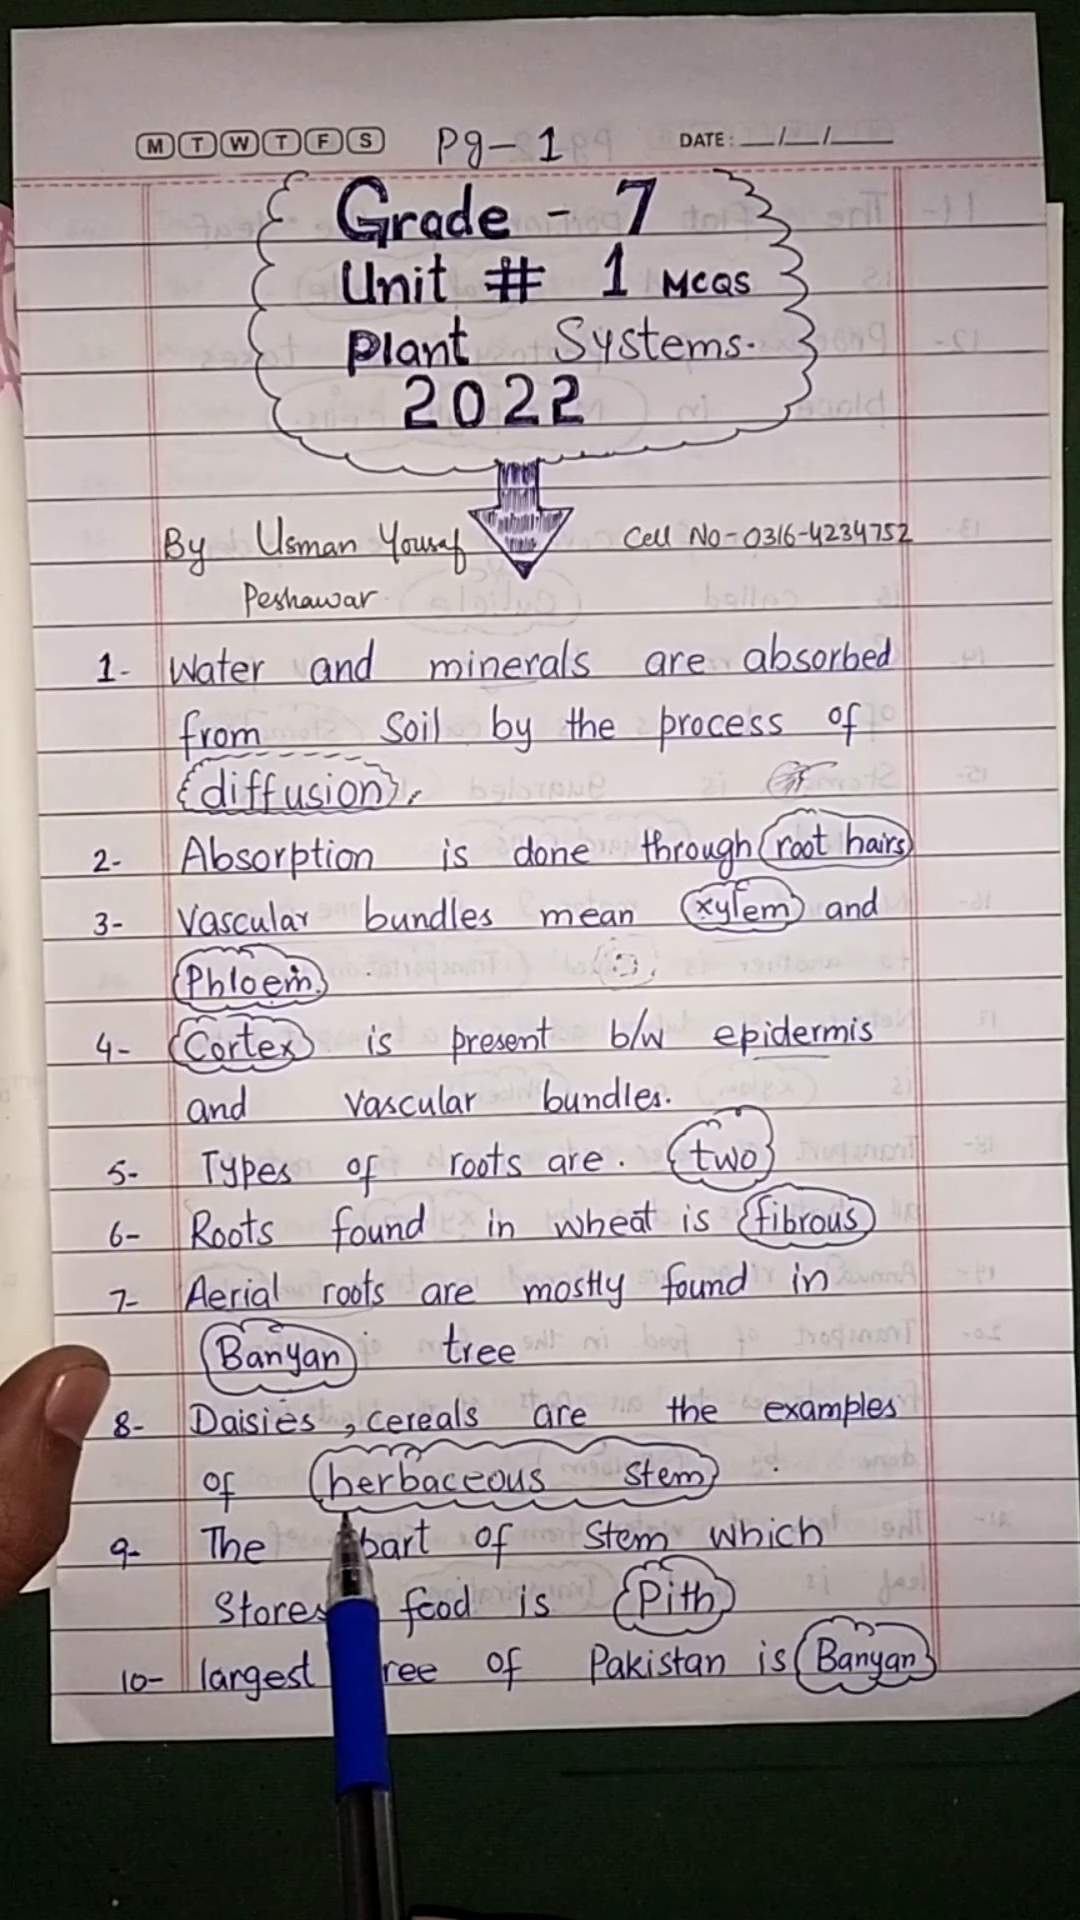 M T W T F S Pg-1 DATE: __/__/____
Grade - 7
Unit # 1 MCQS
Plant Systems.
2022
By Usman Yousaf Cell No-0316-4234752
Peshawar
1- Water and minerals are absorbed
from soil by the process of
diffusion.
2- Absorption is done through root hairs
3- Vascular bundles mean xylem and
Phloem
4- Cortex is present b/w epidermis
and vascular bundles.
5- Types of roots are. two
6- Roots found in wheat is fibrous
7- Aerial roots are mostly found in
Banyan tree
8- Daisies, cereals are the examples
of herbaceous stem
9- The part of stem which
Stores food is Pith
10- largest tree of Pakistan is Banyan